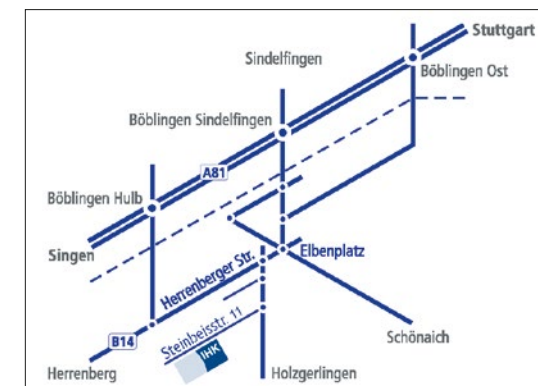 Stuttgart
Sindelfingen
Böblingen Ost
Böblingen Sindelfingen
A81
Böblingen Hulb
Singen
Elbenplatz
Herrenberger Str.
Steinbeisstr. 11
B14
IHK
Schönaich
Herrenberg
Holzgerlingen